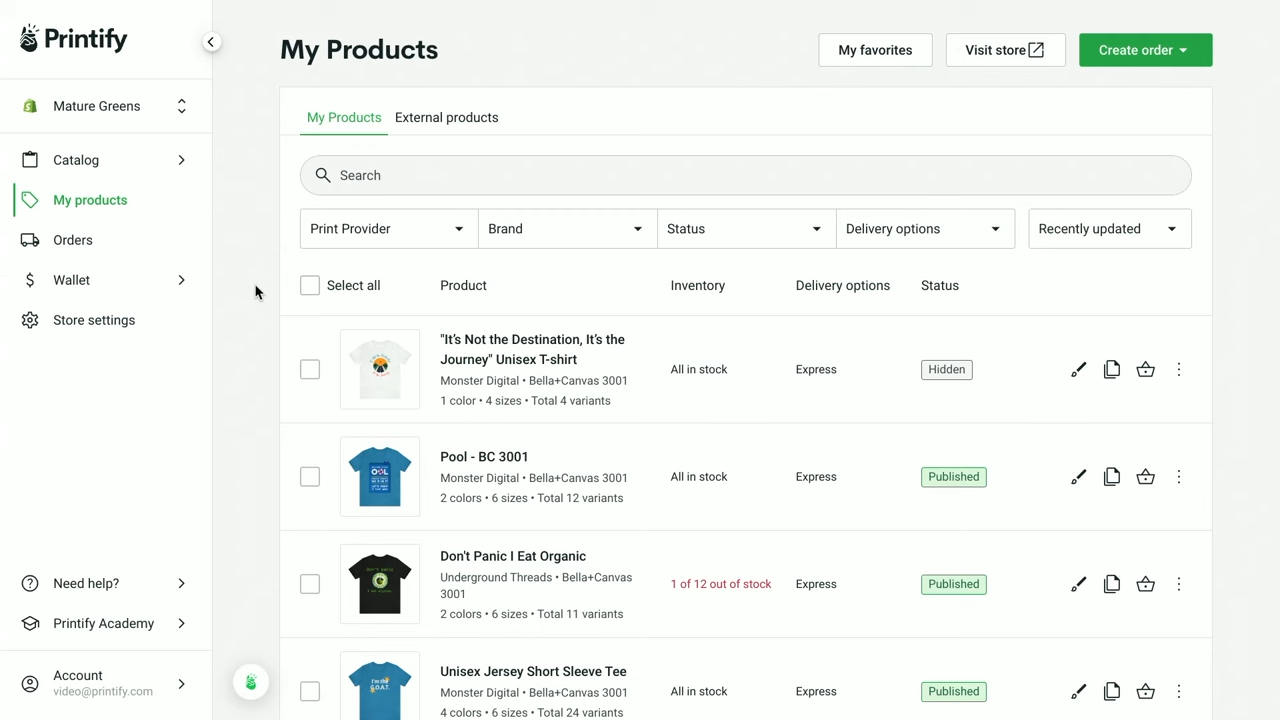 Printify
My Products
My favorites
Visit store
Create order
Mature Greens
Catalog
My products
Orders
Wallet
Store settings
Need help?
Printify Academy
Account
video@printify.com
My Products
External products
Search
Print Provider
Brand
Status
Delivery options
Recently updated
Select all
Product
Inventory
Delivery options
Status
"It’s Not the Destination, It’s the
Journey" Unisex T-shirt
Monster Digital • Bella+Canvas 3001
1 color • 4 sizes • Total 4 variants
All in stock
Express
Hidden
Pool - BC 3001
Monster Digital • Bella+Canvas 3001
2 colors • 6 sizes • Total 12 variants
All in stock
Express
Published
Don't panic
Don't Panic I Eat Organic
Underground Threads • Bella+Canvas
3001
2 colors • 6 sizes • Total 11 variants
1 of 12 out of stock
Express
Published
I'm the
G.O.A.T.
Unisex Jersey Short Sleeve Tee
Monster Digital • Bella+Canvas 3001
4 colors • 6 sizes • Total 24 variants
All in stock
Express
Published